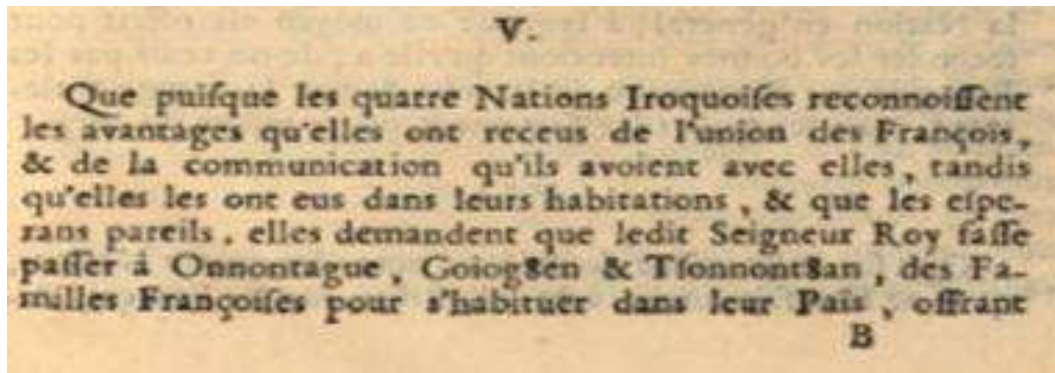 V.
Que puiſque les quatre Nations Iroquoiſes reconnoiſſent
les avantages qu'elles ont receus de l'union des François,
& de la communication qu'ils avoient avec elles, tandis
qu'elles les ont eus dans leurs habitations, & que les eſpe-
rans pareils, elles demandent que ledit Seigneur Roy faſſe
paſſer à Onnontague, Goiog8en & Tſonnont8an, des Fa-
milles Françoiſes pour s'habituer dans leur Païs, offrant
B